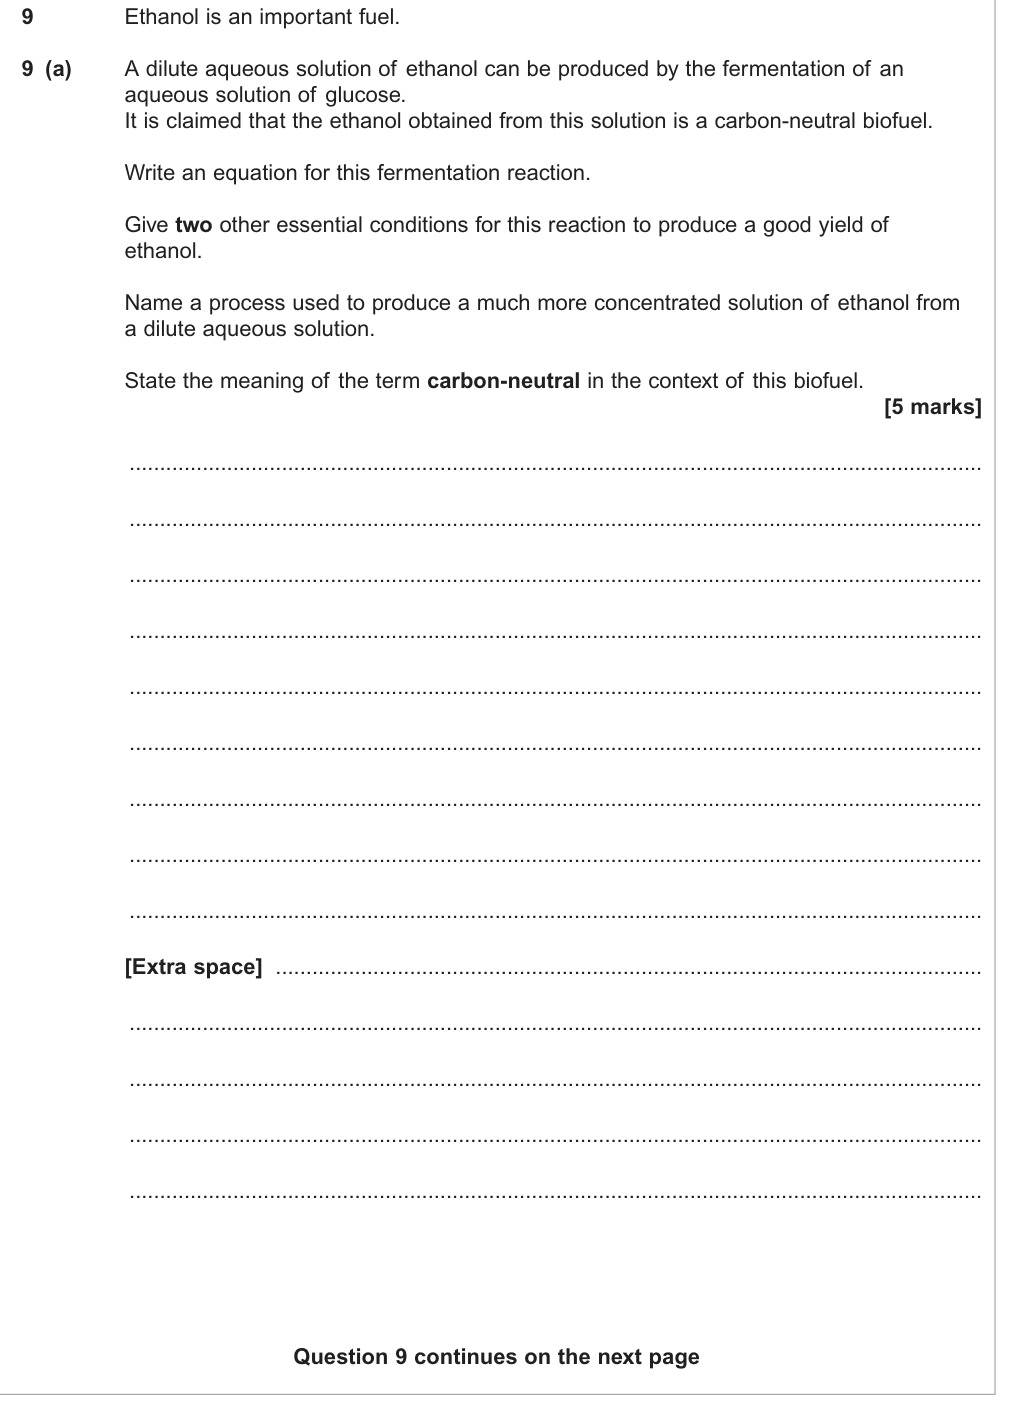 9 Ethanol is an important fuel.
9 (a) A dilute aqueous solution of ethanol can be produced by the fermentation of an
aqueous solution of glucose.
It is claimed that the ethanol obtained from this solution is a carbon-neutral biofuel.
Write an equation for this fermentation reaction.
Give two other essential conditions for this reaction to produce a good yield of
ethanol.
Name a process used to produce a much more concentrated solution of ethanol from
a dilute aqueous solution.
State the meaning of the term carbon-neutral in the context of this biofuel.
[5 marks]
[Extra space]
Question 9 continues on the next page